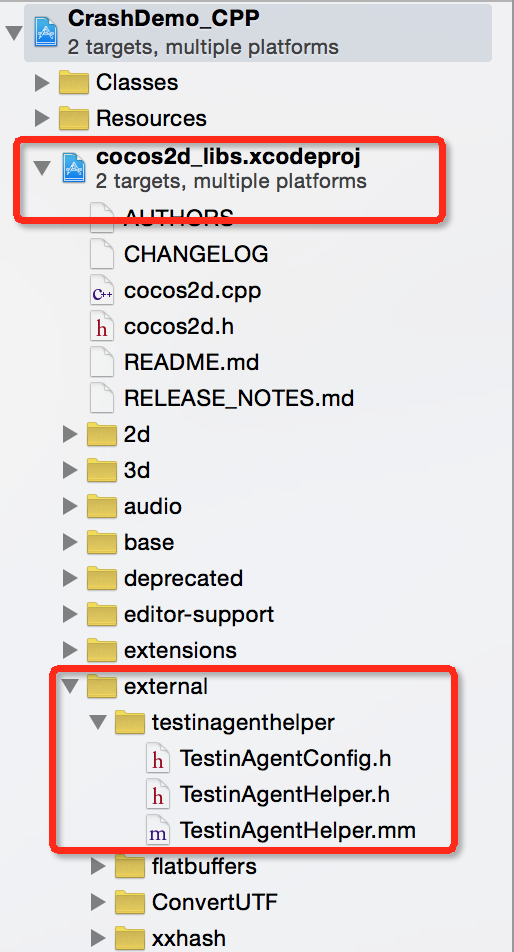 CrashDemo_CPP
2 targets, multiple platforms
Classes
Resources
cocos2d_libs.xcodeproj
2 targets, multiple platforms
AUTHORS
CHANGELOG
c++ cocos2d.cpp
h cocos2d.h
README.md
RELEASE_NOTES.md
2d
3d
audio
base
deprecated
editor-support
extensions
external
testinagenthelper
h TestinAgentConfig.h
h TestinAgentHelper.h
m TestinAgentHelper.mm
flatbuffers
ConvertUTF
xxhash